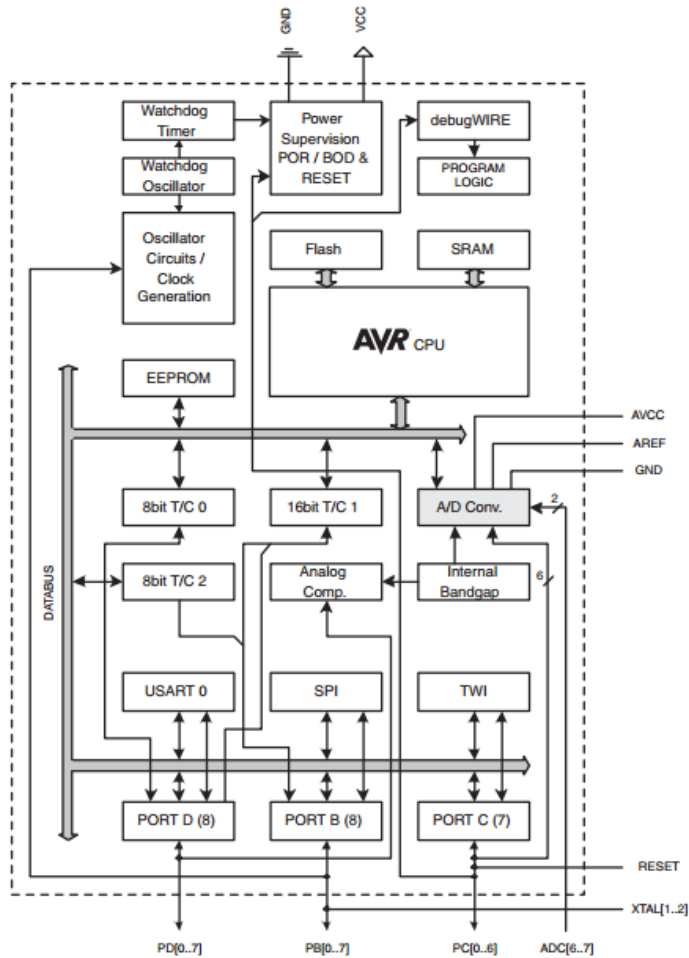 GND
VCC
Watchdog
Timer
Power
Supervision
POR / BOD &
RESET
debugWIRE
Watchdog
Oscillator
PROGRAM
LOGIC
Oscillator
Circuits /
Clock
Generation
Flash
SRAM
AVR CPU
EEPROM
AVCC
AREF
GND
8bit T/C 0
16bit T/C 1
A/D Conv.
2
DATABUS
8bit T/C 2
Analog
Comp.
Internal
Bandgap
6
USART 0
SPI
TWI
PORT D (8)
PORT B (8)
PORT C (7)
RESET
XTAL[1..2]
PD[0..7]
PB[0..7]
PC[0..6]
ADC[6..7]